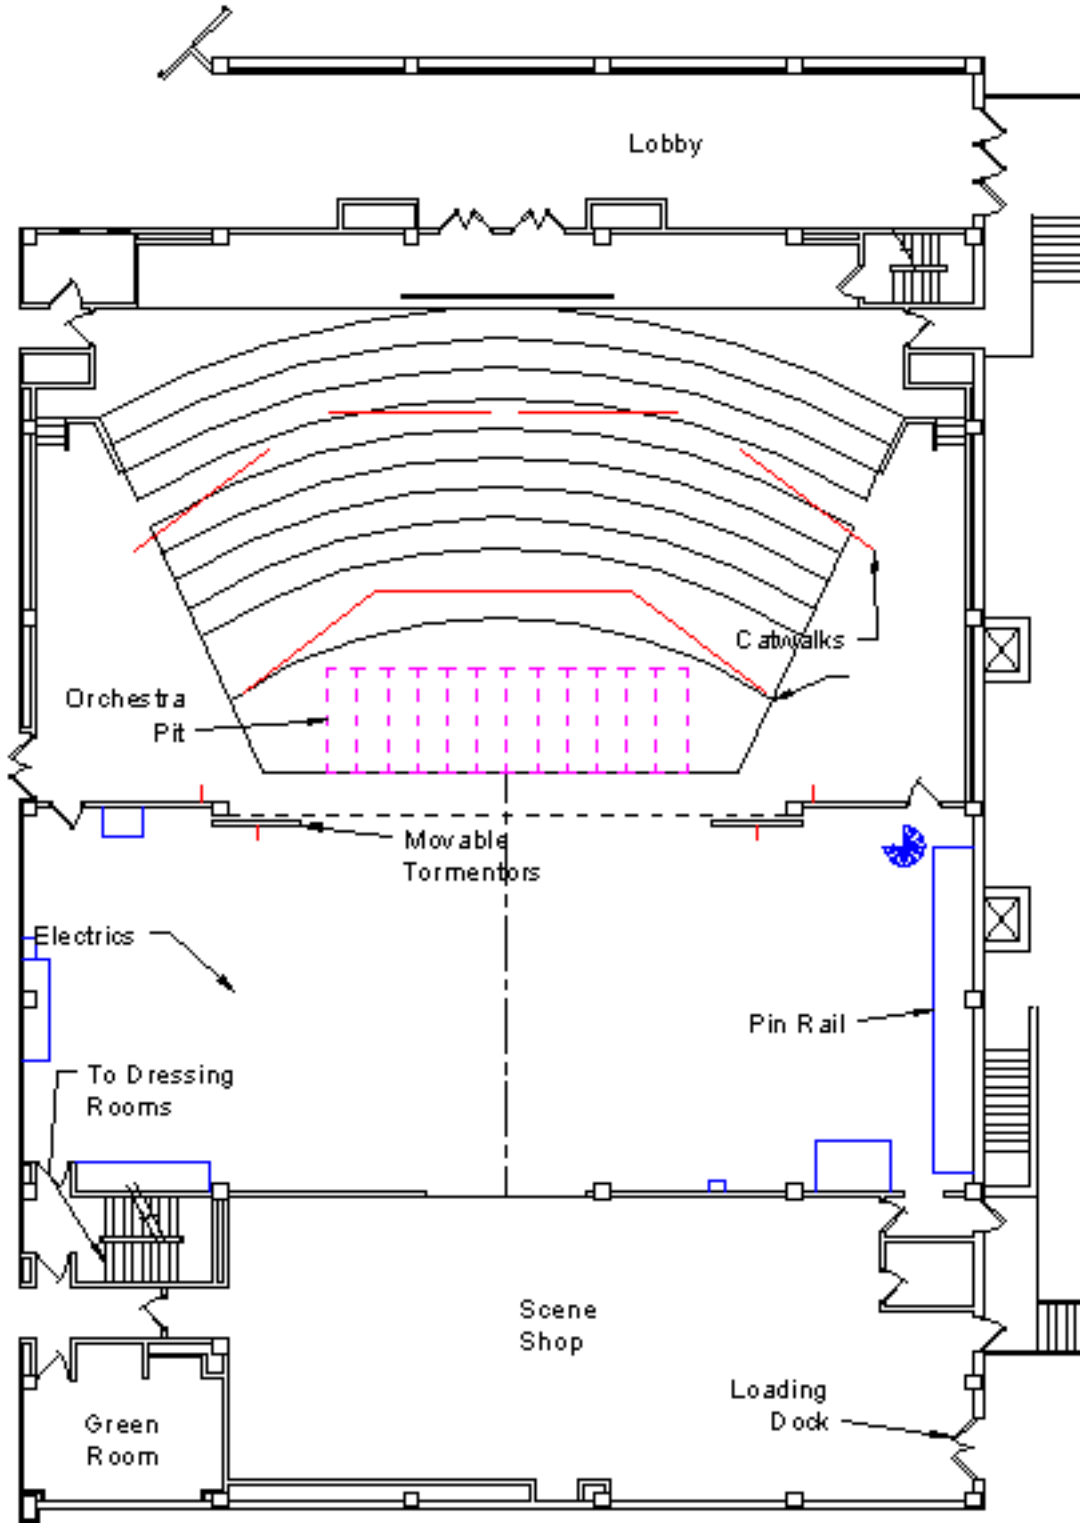 Lobby
Catwalks
Orchestra
Pit
Movable
Tormentors
Electrics
Pin Rail
To Dressing
Rooms
Scene
Shop
Loading
Dock
Green
Room